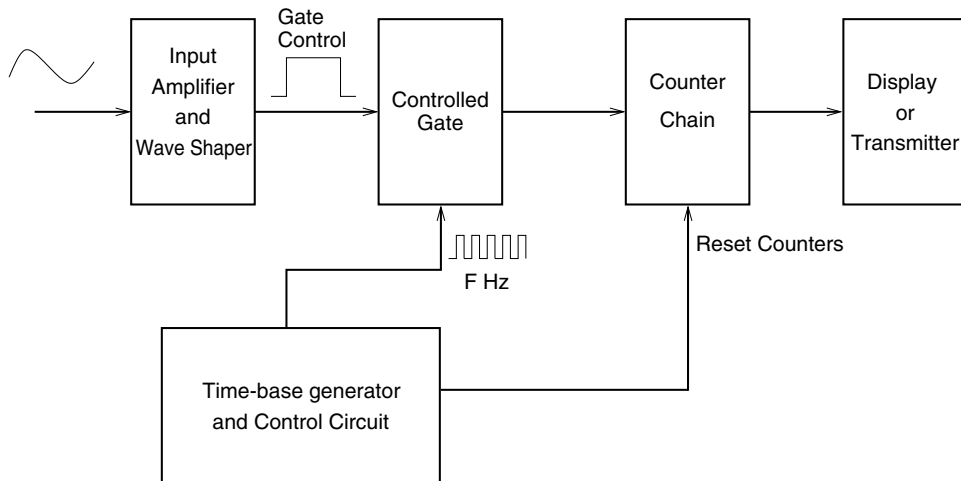 Gate
Control
Input
Amplifier
and
Wave Shaper
Controlled
Gate
Counter
Chain
Display
or
Transmitter
F Hz
Reset Counters
Time-base generator
and Control Circuit